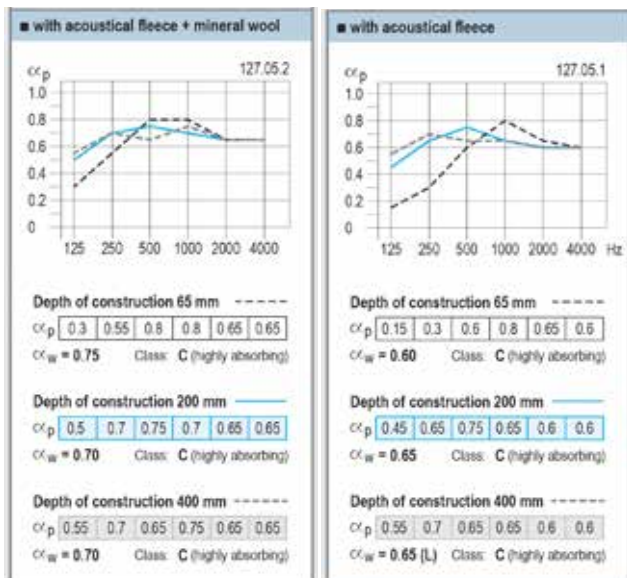 ■ with acoustical fleece + mineral wool
αp 127.05.2
1.0
0.8
0.6
0.4
0.2
0
125 250 500 1000 2000 4000
Depth of construction 65 mm
αp 0.3 0.55 0.8 0.8 0.65 0.65
αw = 0.75 Class: C (highly absorbing)
Depth of construction 200 mm
αp 0.5 0.7 0.75 0.7 0.65 0.65
αw = 0.70 Class: C (highly absorbing)
Depth of construction 400 mm
αp 0.55 0.7 0.65 0.75 0.65 0.65
αw = 0.70 Class: C (highly absorbing)
■ with acoustical fleece
αp 127.05.1
1.0
0.8
0.6
0.4
0.2
0
125 250 500 1000 2000 4000 Hz
Depth of construction 65 mm
αp 0.15 0.3 0.6 0.8 0.65 0.6
αw = 0.60 Class: C (highly absorbing)
Depth of construction 200 mm
αp 0.45 0.65 0.75 0.65 0.6 0.6
αw = 0.65 Class: C (highly absorbing)
Depth of construction 400 mm
αp 0.55 0.7 0.65 0.65 0.6 0.6
αw = 0.65 (L) Class: C (highly absorbing)